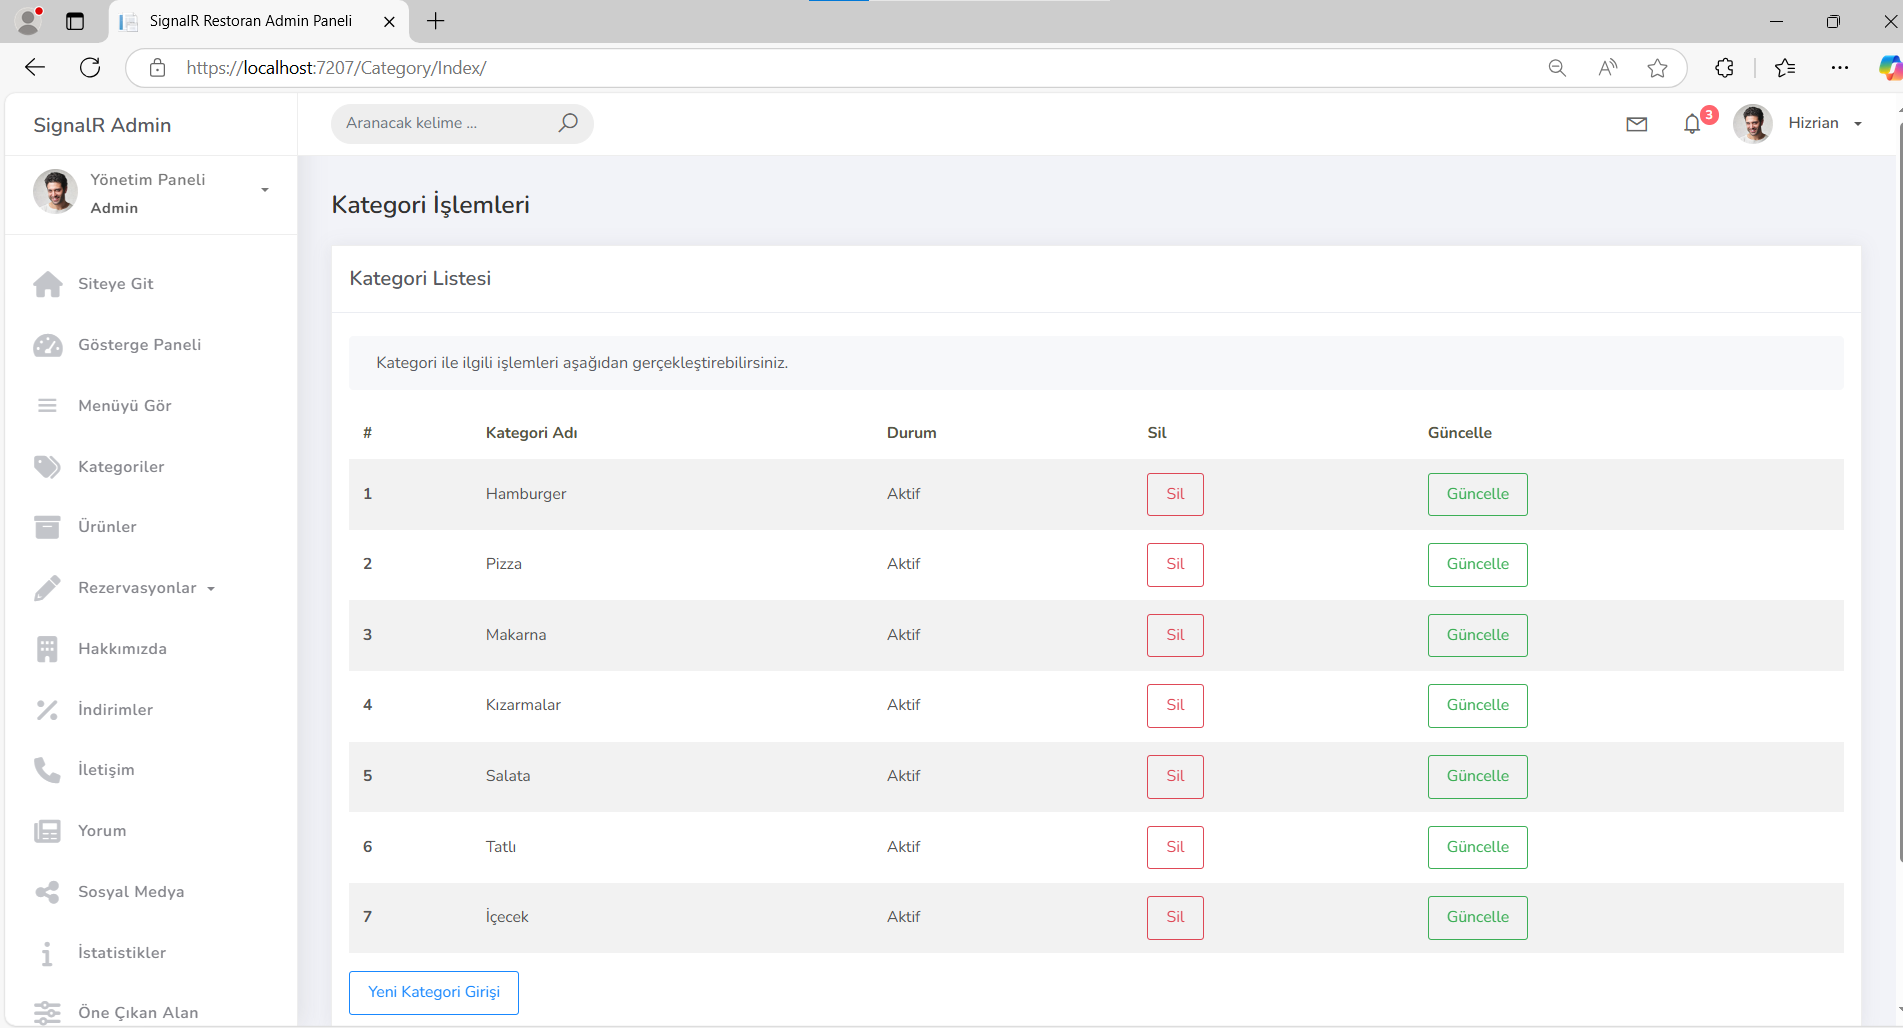 SignalR Restoran Admin Paneli
https://localhost:7207/Category/Index/
SignalR Admin
Aranacak kelime ...
3
Hizrian
Yönetim Paneli
Admin
Siteye Git
Gösterge Paneli
Menüyü Gör
Kategoriler
Ürünler
Rezervasyonlar
Hakkımızda
İndirimler
İletişim
Yorum
Sosyal Medya
İstatistikler
Öne Çıkan Alan
Kategori İşlemleri
Kategori Listesi
Kategori ile ilgili işlemleri aşağıdan gerçekleştirebilirsiniz.
# Kategori Adı Durum Sil Güncelle
1 Hamburger Aktif Sil Güncelle
2 Pizza Aktif Sil Güncelle
3 Makarna Aktif Sil Güncelle
4 Kızarmalar Aktif Sil Güncelle
5 Salata Aktif Sil Güncelle
6 Tatlı Aktif Sil Güncelle
7 İçecek Aktif Sil Güncelle
Yeni Kategori Girişi